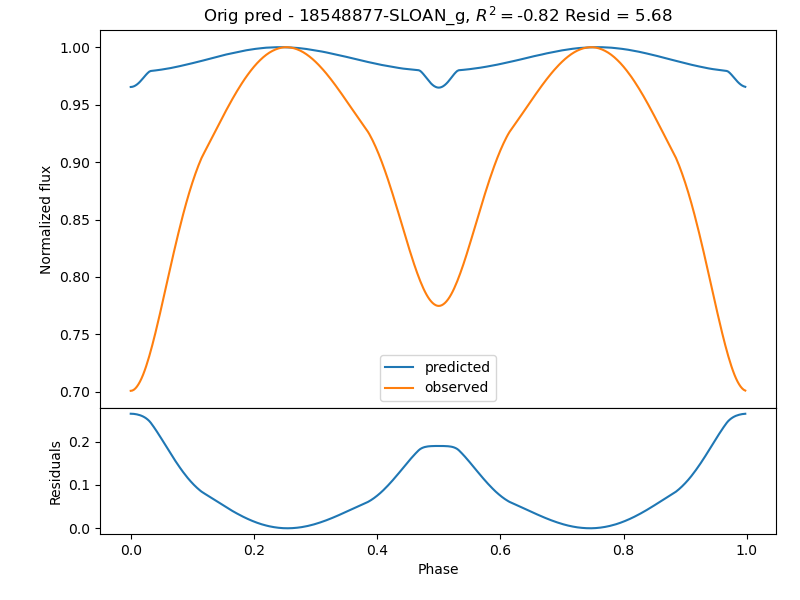 Orig pred - 18548877-SLOAN_g, $R^2$ = -0.82 Resid = 5.68
1.00
0.95
0.90
0.85
0.80
0.75
0.70
Normalized flux
predicted
observed
0.2
0.1
0.0
Residuals
0.0 0.2 0.4 0.6 0.8 1.0
Phase